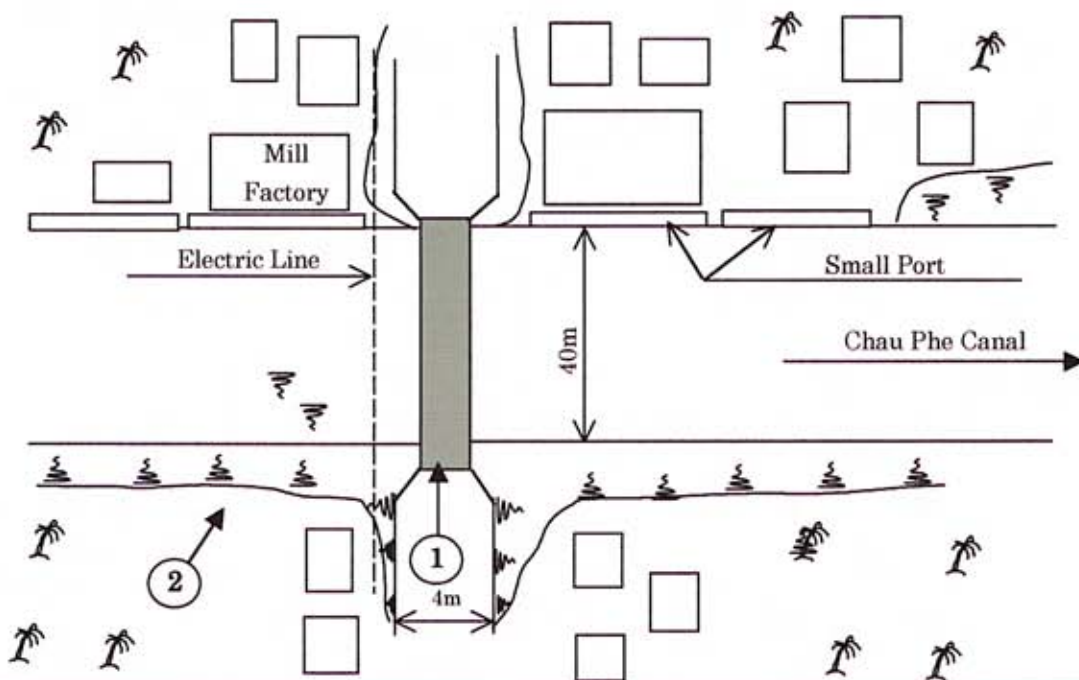 Mill
Factory
Electric Line
Small Port
40m
Chau Phe Canal
1
2
4m